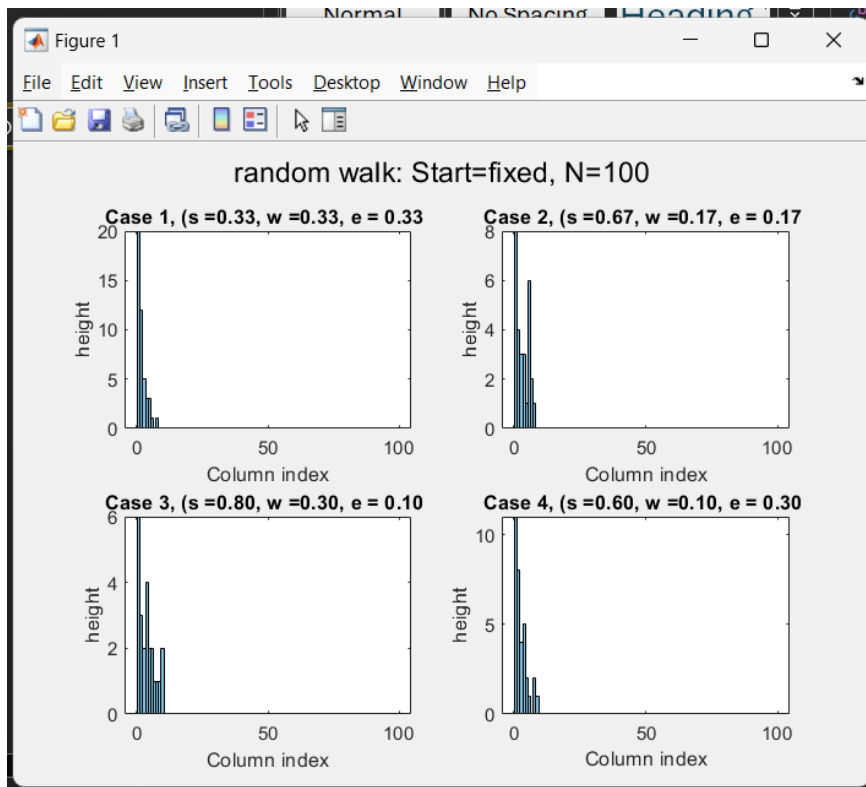 Normal No Spacing Heading
Figure 1
File Edit View Insert Tools Desktop Window Help
random walk: Start=fixed, N=100
Case 1, (s =0.33, w =0.33, e = 0.33
20
15
10
5
0
height
0 50 100
Column index
Case 2, (s =0.67, w =0.17, e = 0.17
8
6
4
2
0
height
0 50 100
Column index
Case 3, (s =0.80, w =0.30, e = 0.10
6
4
2
0
height
0 50 100
Column index
Case 4, (s =0.60, w =0.10, e = 0.30
10
5
0
height
0 50 100
Column index